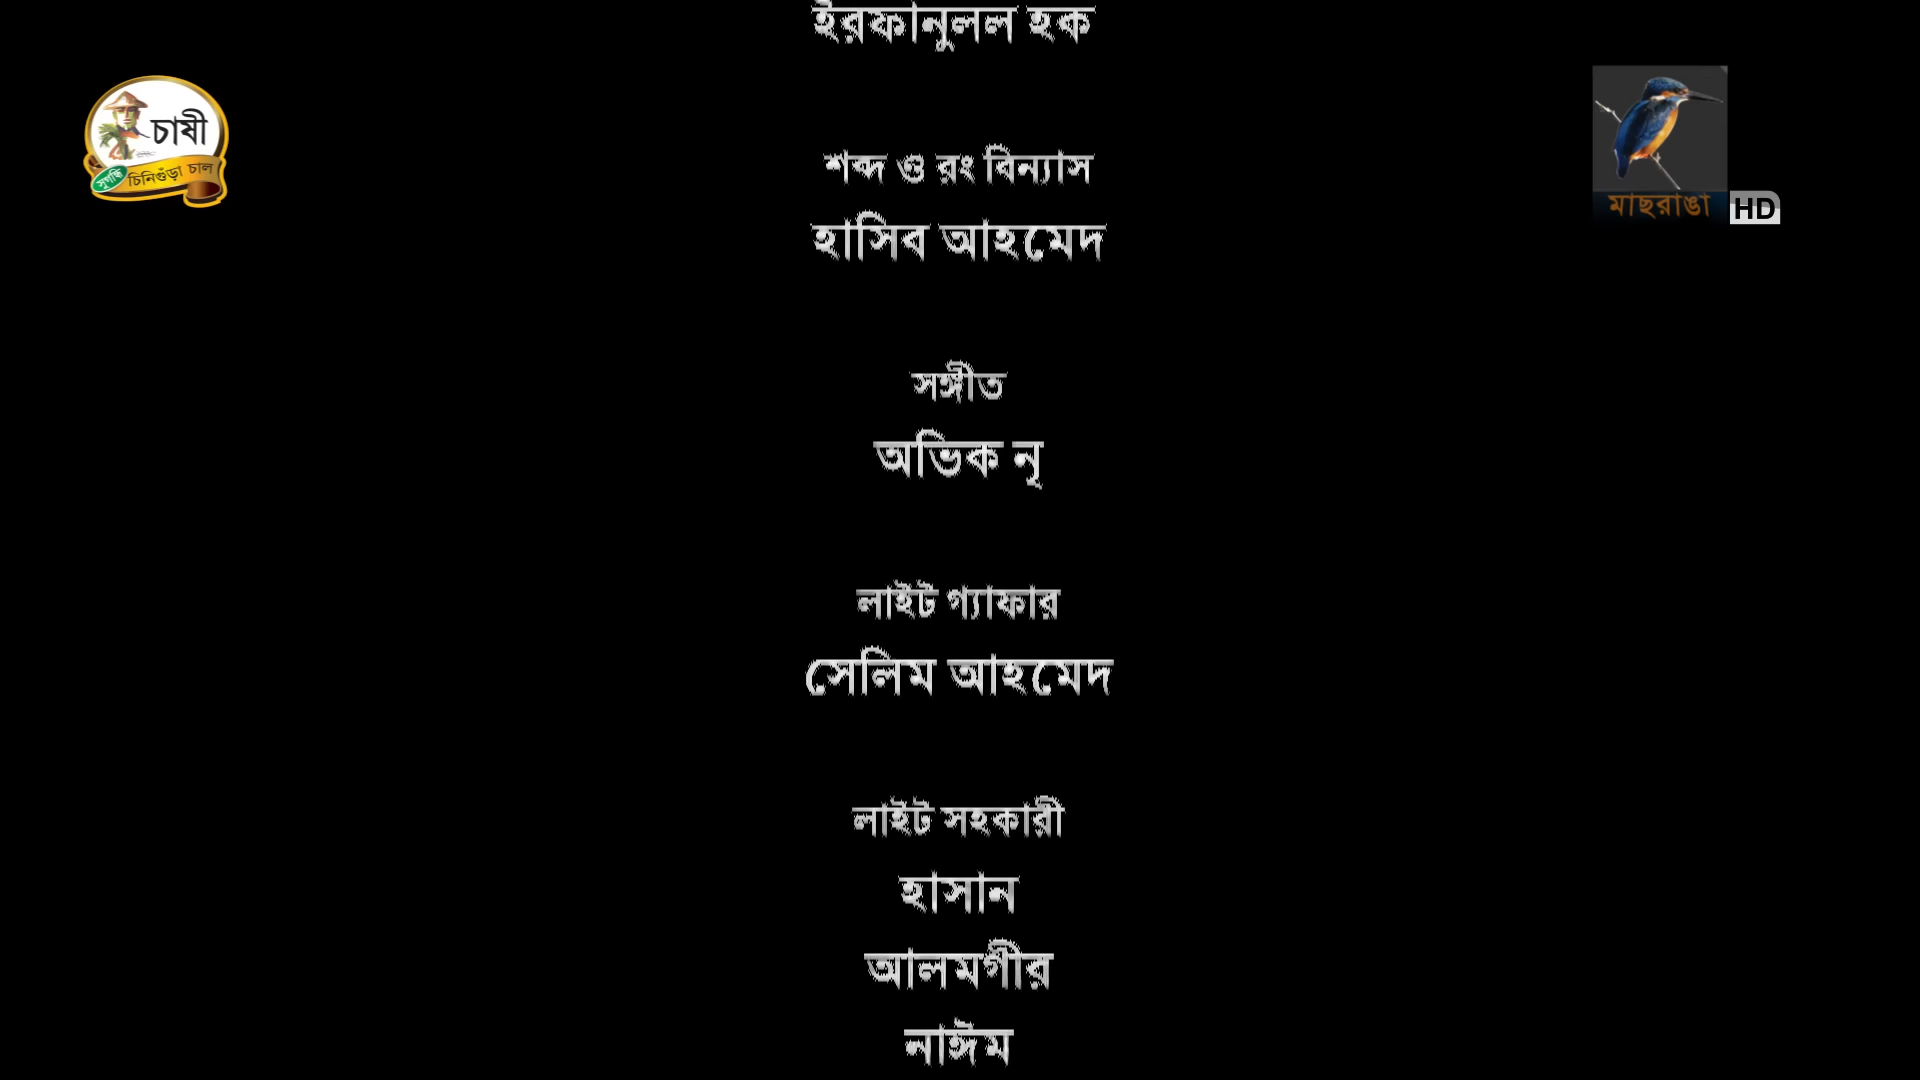 ইরফানুলল হক
চাষী
সুগন্ধি চিনিগুঁড়া চাল
মাছরাঙা HD
শব্দ ও রং বিন্যাস
হাসিব আহমেদ
সঙ্গীত
অভিক নৃ
লাইট গ্যাফার
সেলিম আহমেদ
লাইট সহকারী
হাসান
আলমগীর
নাঈম